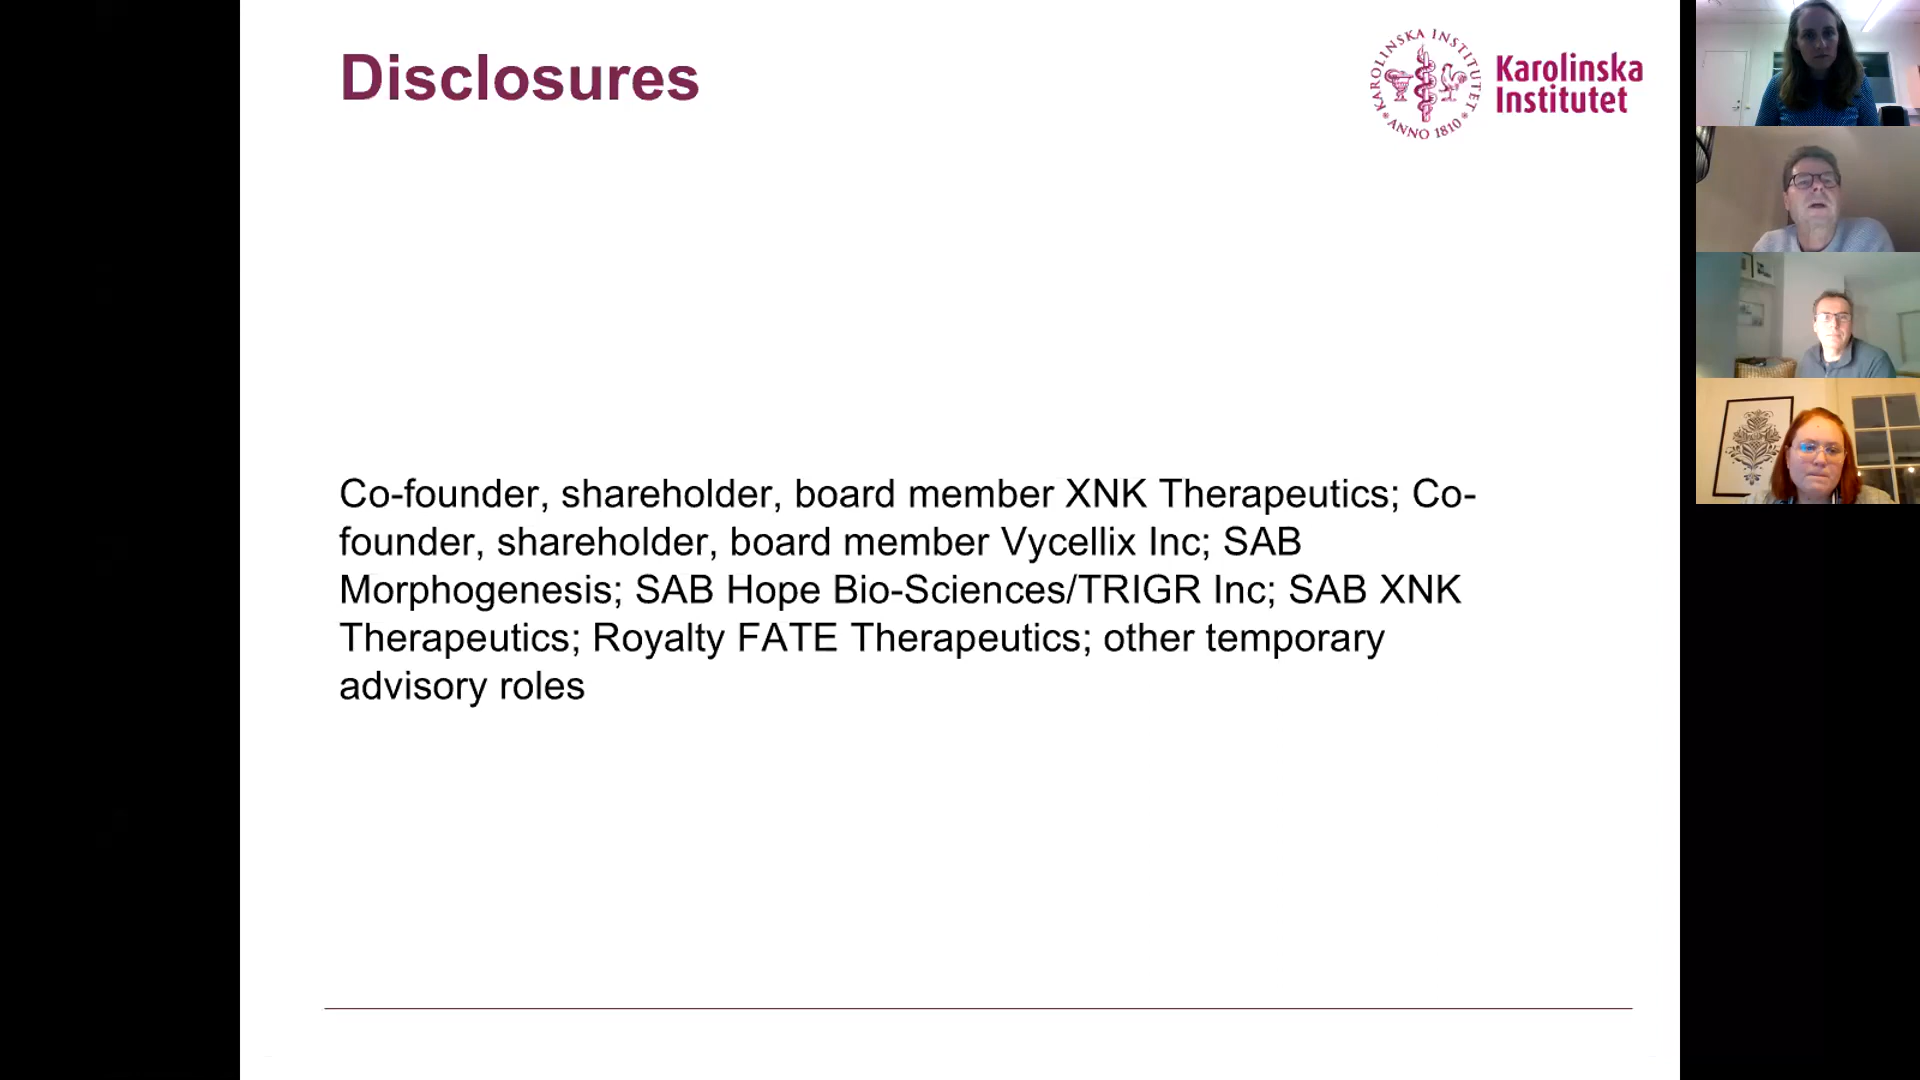 Disclosures
KAROLINSKA INSTITUTET
ANNO 1810
Karolinska
Institutet
Co-founder, shareholder, board member XNK Therapeutics; Co-
founder, shareholder, board member Vycellix Inc; SAB
Morphogenesis; SAB Hope Bio-Sciences/TRIGR Inc; SAB XNK
Therapeutics; Royalty FATE Therapeutics; other temporary
advisory roles